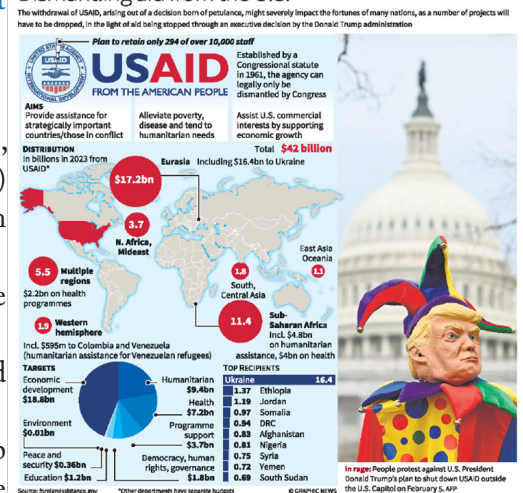 The withdrawal of USAID, arising out of a decision born of petulance, might severely impact the fortunes of many nations, as a number of projects will
have to be dropped, in the light of aid being stopped through an executive decision by the Donald Trump administration
Plan to retain only 294 of over 10,000 staff
USAID
USAID
FROM THE AMERICAN PEOPLE
Established by a
Congressional statute
in 1961, the agency can
legally only be
dismantled by Congress
AIMS
Provide assistance for
strategically important
countries/those in conflict
Alleviate poverty,
disease and tend to
humanitarian needs
Assist U.S. commercial
interests by supporting
economic growth
DISTRIBUTION
In billions in 2023 from
USAID*
Total $42 billion
Eurasia Including $16.4bn to Ukraine
$17.2bn
3.7
N. Africa,
Mideast
5.5 Multiple
regions
$2.2bn on health
programmes
1.9 Western
hemisphere
Incl. $595m to Colombia and Venezuela
(humanitarian assistance for Venezuelan refugees)
East Asia
Oceania
1.8
South,
Central Asia
11.4
Sub-
Saharan Africa
Incl. $4.8bn
on humanitarian
assistance, $4bn on health
TARGETS
Economic
development
$18.8bn
Environment
$0.01bn
Peace and
security $0.36bn
Education $1.2bn
Humanitarian
$9.4bn
Health
$7.2bn
Programme
support
$3.7bn
Democracy, human
rights, governance
$1.8bn
TOP RECIPIENTS
Ukraine 16.4
1.37 Ethiopia
1.19 Jordan
0.97 Somalia
0.94 DRC
0.83 Afghanistan
0.81 Nigeria
0.75 Syria
0.72 Yemen
0.69 South Sudan
Source: foreignassistance.gov
*Other departments have separate budgets
© GRAPHIC NEWS
In rage: People protest against U.S. President
Donald Trump's plan to shut down USAID outside
the U.S. Capitol on February 5. AFP